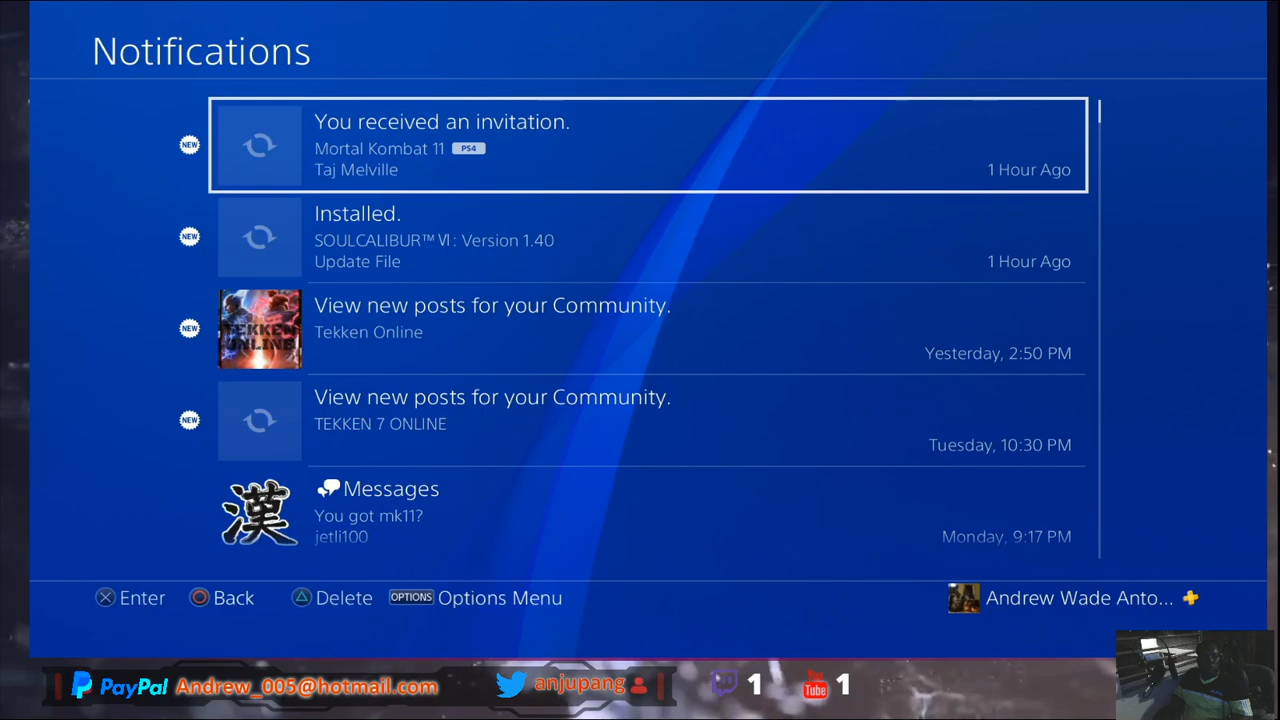 Notifications
NEW
You received an invitation.
Mortal Kombat 11 PS4
Taj Melville
1 Hour Ago
NEW
Installed.
SOULCALIBUR™Ⅵ: Version 1.40
Update File
1 Hour Ago
NEW
TEKKEN
ONLINE
View new posts for your Community.
Tekken Online
Yesterday, 2:50 PM
NEW
View new posts for your Community.
TEKKEN 7 ONLINE
Tuesday, 10:30 PM
漢
Messages
You got mk11?
jetli100
Monday, 9:17 PM
Enter Back Delete OPTIONS Options Menu
Andrew Wade Anto...
PayPal Andrew_005@hotmail.com anjupang 1 You Tube 1